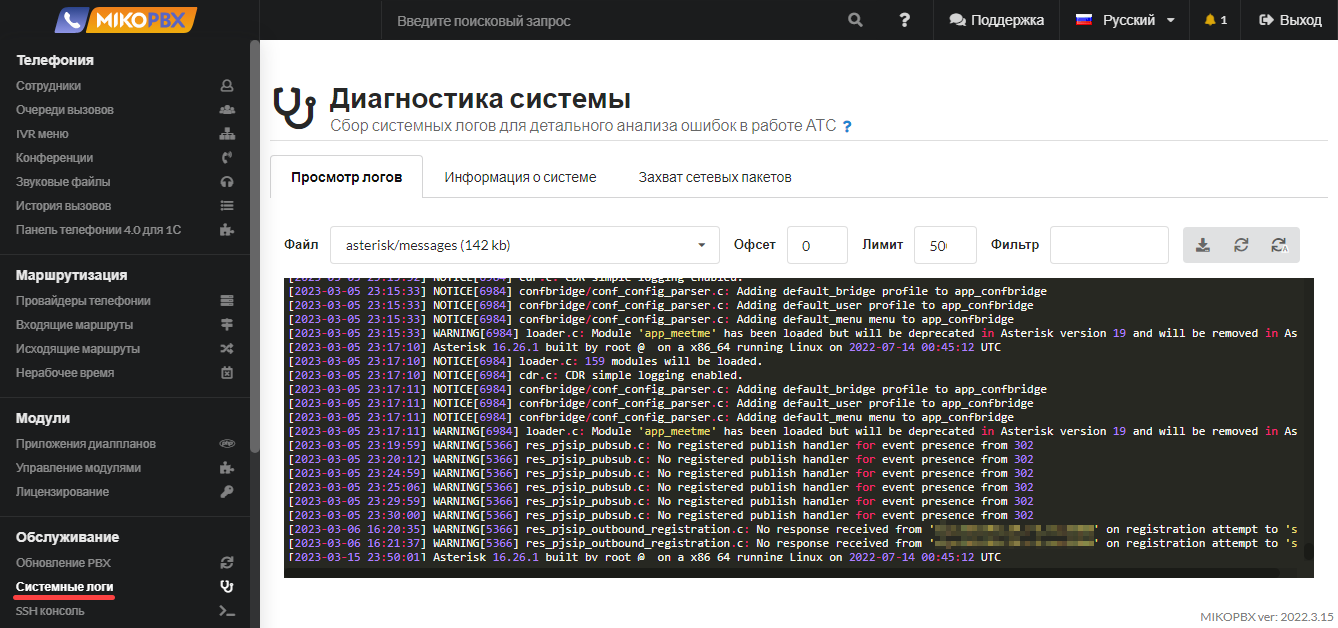 MIKOPBX
Введите поисковый запрос
?
Поддержка
Русский
1
Выход
Телефония
Сотрудники
Очереди вызовов
IVR меню
Конференции
Звуковые файлы
История вызовов
Панель телефонии 4.0 для 1С
Маршрутизация
Провайдеры телефонии
Входящие маршруты
Исходящие маршруты
Нерабочее время
Модули
Приложения диалпланов
Управление модулями
Лицензирование
Обслуживание
Обновление PBX
Системные логи
SSH консоль
Диагностика системы
Сбор системных логов для детального анализа ошибок в работе АТС ?
Просмотр логов
Информация о системе
Захват сетевых пакетов
Файл
asterisk/messages (142 kb)
Офсет
0
Лимит
50
Фильтр
[2023-03-05 23:15:32] NOTICE[6984] cdr.c: CDR simple logging enabled.
[2023-03-05 23:15:33] NOTICE[6984] confbridge/conf_config_parser.c: Adding default_bridge profile to app_confbridge
[2023-03-05 23:15:33] NOTICE[6984] confbridge/conf_config_parser.c: Adding default_user profile to app_confbridge
[2023-03-05 23:15:33] NOTICE[6984] confbridge/conf_config_parser.c: Adding default_menu menu to app_confbridge
[2023-03-05 23:15:33] WARNING[6984] loader.c: Module 'app_meetme' has been loaded but will be deprecated in Asterisk version 19 and will be removed in As
[2023-03-05 23:17:10] Asterisk 16.26.1 built by root @  on a x86_64 running Linux on 2022-07-14 00:45:12 UTC
[2023-03-05 23:17:10] NOTICE[6984] loader.c: 159 modules will be loaded.
[2023-03-05 23:17:10] NOTICE[6984] cdr.c: CDR simple logging enabled.
[2023-03-05 23:17:11] NOTICE[6984] confbridge/conf_config_parser.c: Adding default_bridge profile to app_confbridge
[2023-03-05 23:17:11] NOTICE[6984] confbridge/conf_config_parser.c: Adding default_user profile to app_confbridge
[2023-03-05 23:17:11] NOTICE[6984] confbridge/conf_config_parser.c: Adding default_menu menu to app_confbridge
[2023-03-05 23:17:11] WARNING[6984] loader.c: Module 'app_meetme' has been loaded but will be deprecated in Asterisk version 19 and will be removed in As
[2023-03-05 23:19:59] WARNING[5366] res_pjsip_pubsub.c: No registered publish handler for event presence from 302
[2023-03-05 23:20:12] WARNING[5366] res_pjsip_pubsub.c: No registered publish handler for event presence from 302
[2023-03-05 23:24:59] WARNING[5366] res_pjsip_pubsub.c: No registered publish handler for event presence from 302
[2023-03-05 23:25:06] WARNING[5366] res_pjsip_pubsub.c: No registered publish handler for event presence from 302
[2023-03-05 23:29:59] WARNING[5366] res_pjsip_pubsub.c: No registered publish handler for event presence from 302
[2023-03-05 23:30:00] WARNING[5366] res_pjsip_pubsub.c: No registered publish handler for event presence from 302
[2023-03-06 16:20:35] WARNING[5366] res_pjsip_outbound_registration.c: No response received from '' on registration attempt to 's
[2023-03-06 16:21:37] WARNING[5366] res_pjsip_outbound_registration.c: No response received from '' on registration attempt to 's
[2023-03-15 23:50:01] Asterisk 16.26.1 built by root @  on a x86_64 running Linux on 2022-07-14 00:45:12 UTC
MIKOPBX ver: 2022.3.15